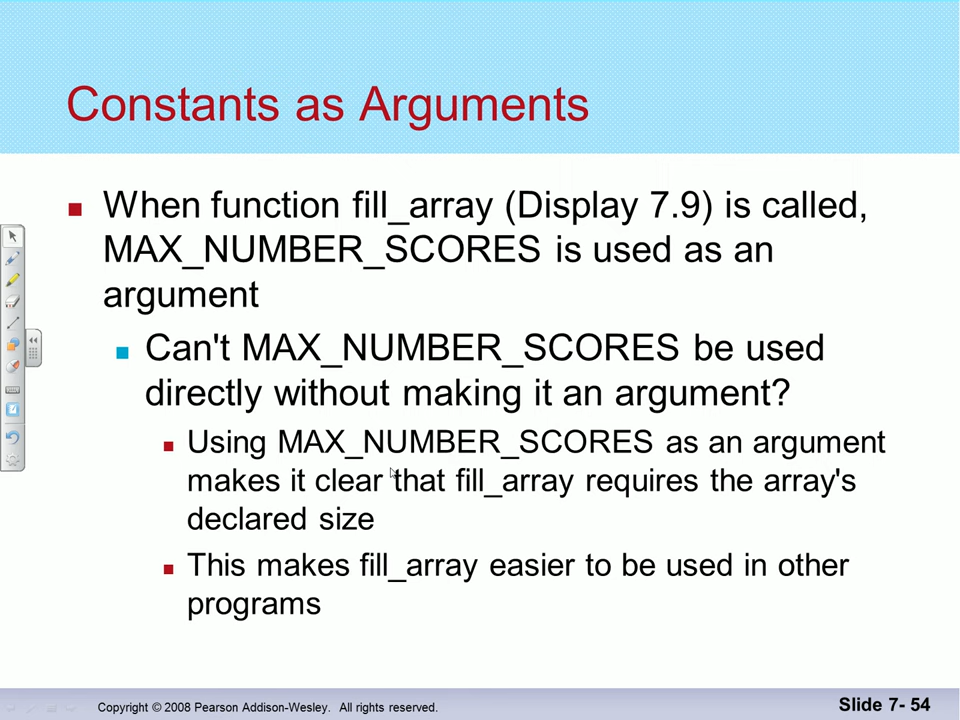 Constants as Arguments
When function fill_array (Display 7.9) is called,
MAX_NUMBER_SCORES is used as an
argument
Can't MAX_NUMBER_SCORES be used
directly without making it an argument?
Using MAX_NUMBER_SCORES as an argument
makes it clear that fill_array requires the array's
declared size
This makes fill_array easier to be used in other
programs
Copyright © 2008 Pearson Addison-Wesley. All rights reserved.
Slide 7- 54